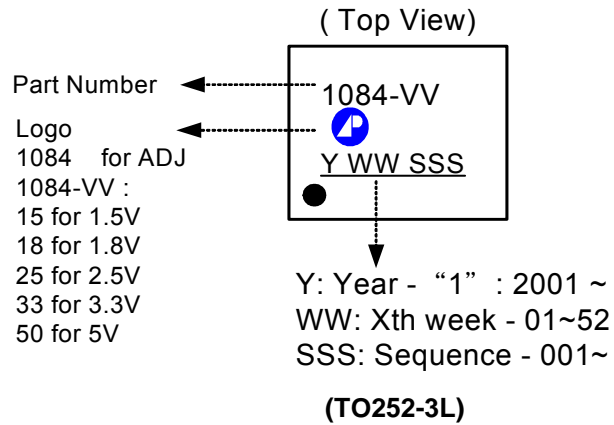 ( Top View)
Part Number
1084-VV
Logo
1084 for ADJ
1084-VV :
15 for 1.5V
18 for 1.8V
25 for 2.5V
33 for 3.3V
50 for 5V
Y WW SSS
Y: Year - “1” : 2001 ~
WW: Xth week - 01~52
SSS: Sequence - 001~
(TO252-3L)